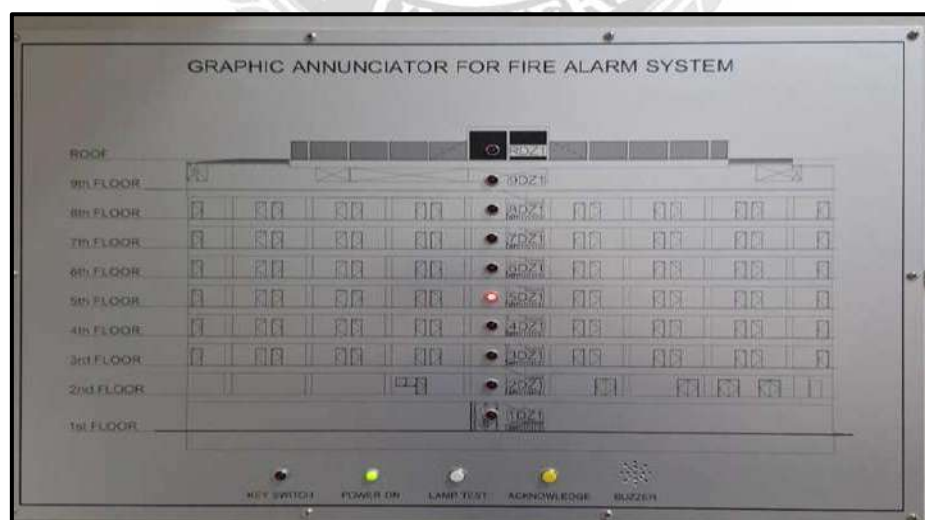 GRAPHIC ANNUNCIATOR FOR FIRE ALARM SYSTEM
ROOF RDZ1
9th FLOOR 9DZ1
8th FLOOR 8DZ1
7th FLOOR 7DZ1
6th FLOOR 6DZ1
5th FLOOR 5DZ1
4th FLOOR 4DZ1
3rd FLOOR 3DZ1
2nd FLOOR 2DZ1
1st FLOOR 1DZ1
KEY SWITCH POWER ON LAMP TEST ACKNOWLEDGE BUZZER